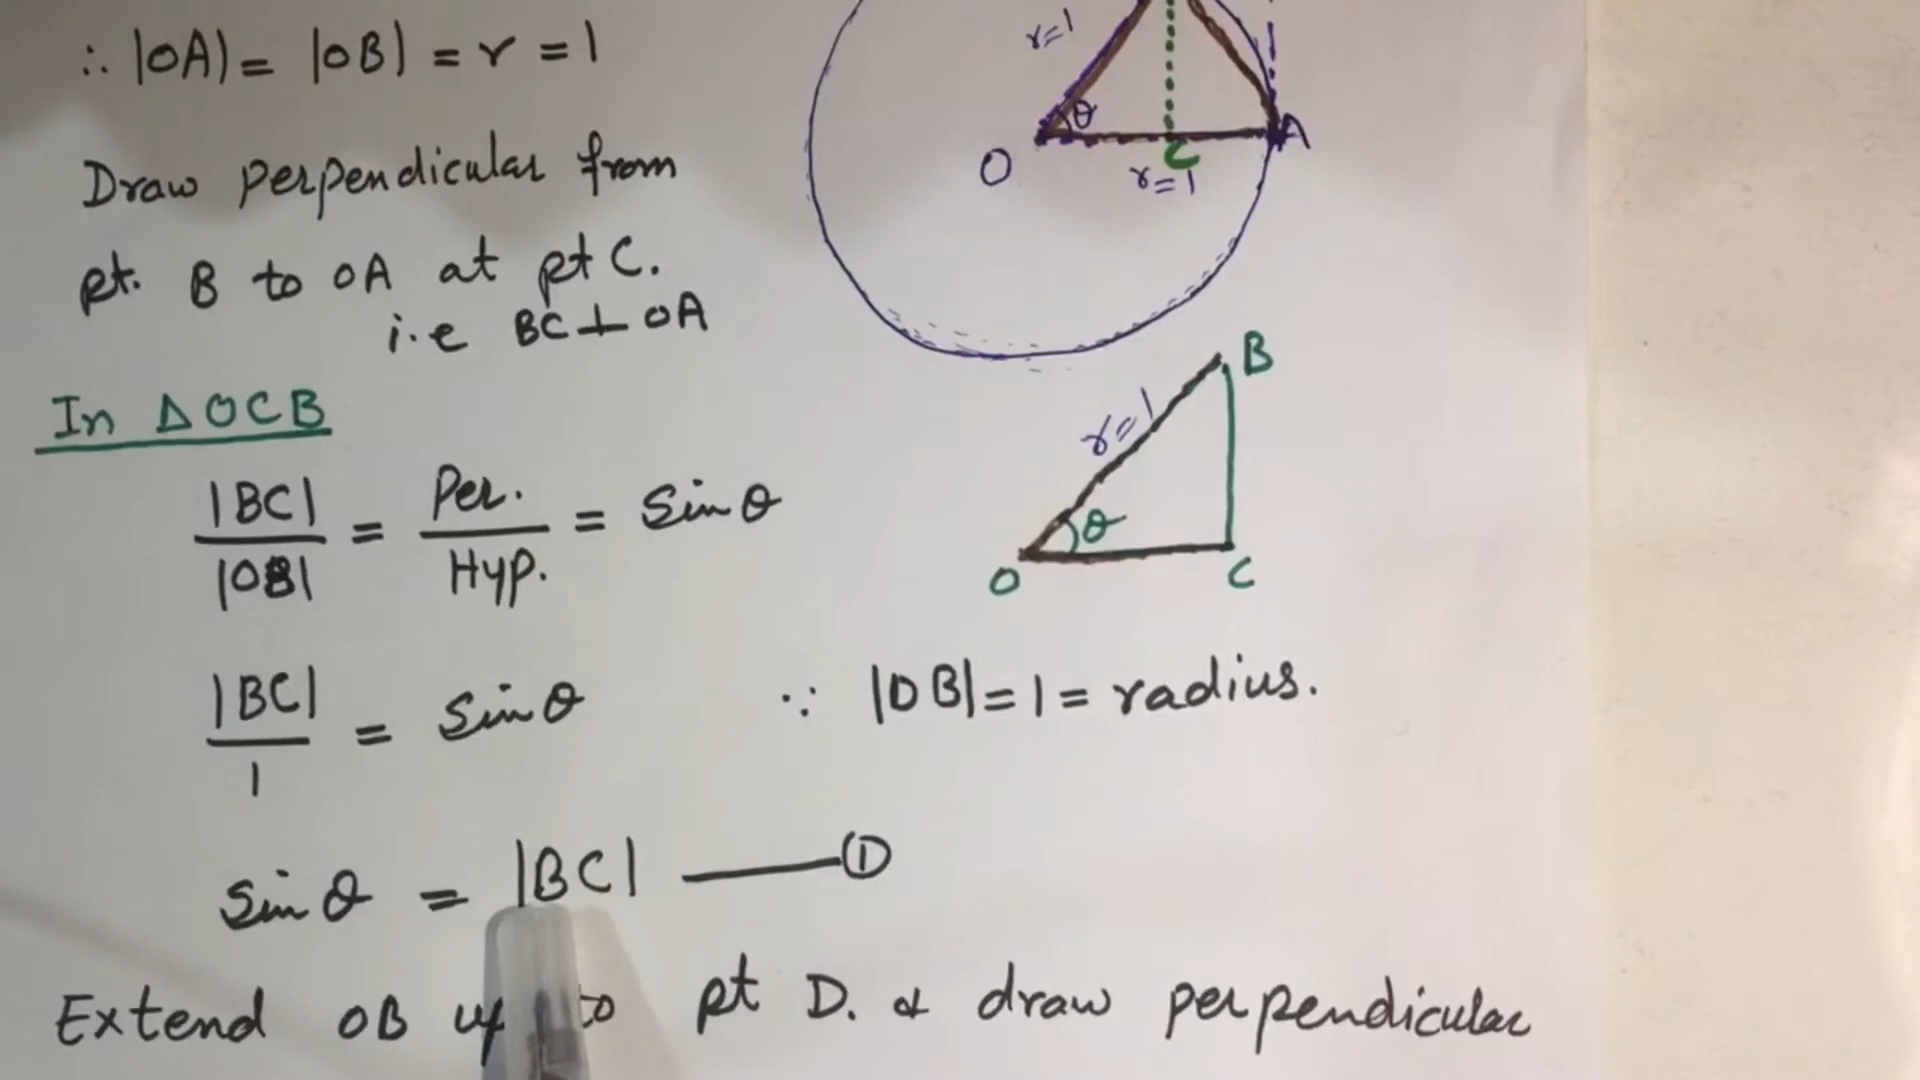 ∴ |OA| = |OB| = r = 1
Draw perpendicular from
pt. B to OA at pt C.
i.e BC ⊥ OA
In △OCB
|BC| / |OB| = Per. / Hyp. = Sin θ
|BC| / 1 = Sin θ ∵ |OB| = 1 = radius.
Sin θ = |BC| —— ①
Extend OB up to pt D. & draw perpendicular
r=1
θ
O
C
A
r=1
B
r=1
θ
O
C